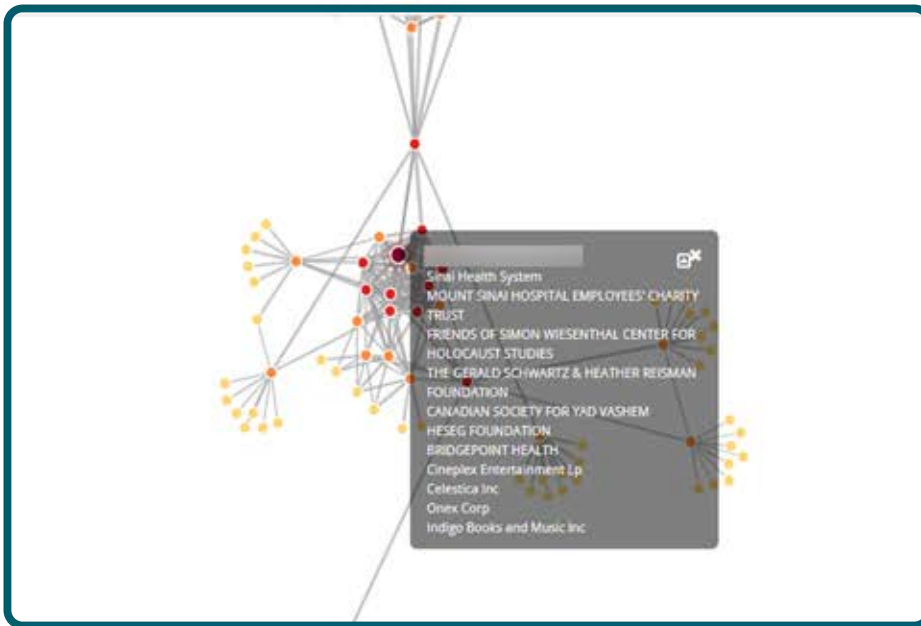 Sinai Health System
MOUNT SINAI HOSPITAL EMPLOYEES' CHARITY
TRUST
FRIENDS OF SIMON WIESENTHAL CENTER FOR
HOLOCAUST STUDIES
THE GERALD SCHWARTZ & HEATHER REISMAN
FOUNDATION
CANADIAN SOCIETY FOR YAD VASHEM
HESEG FOUNDATION
BRIDGEPOINT HEALTH
Cineplex Entertainment Lp
Celestica Inc
Onex Corp
Indigo Books and Music Inc